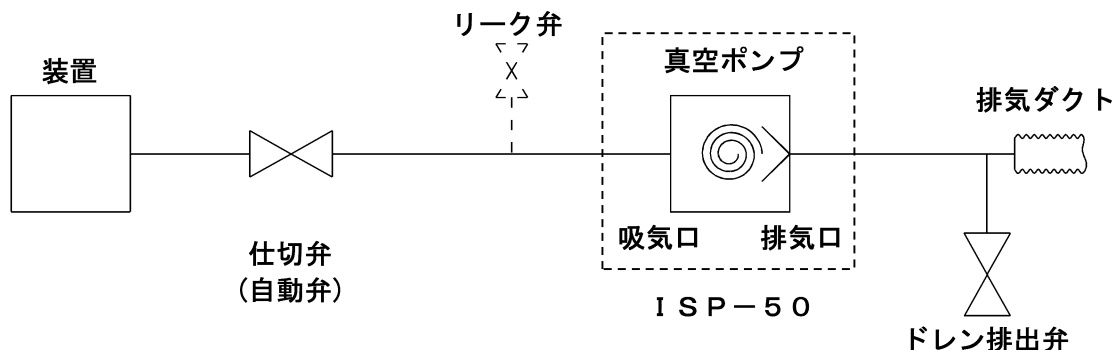 リーク弁
真空ポンプ
装置
排気ダクト
吸気口
排気口
仕切弁
(自動弁)
ＩＳＰ－５０
ドレン排出弁